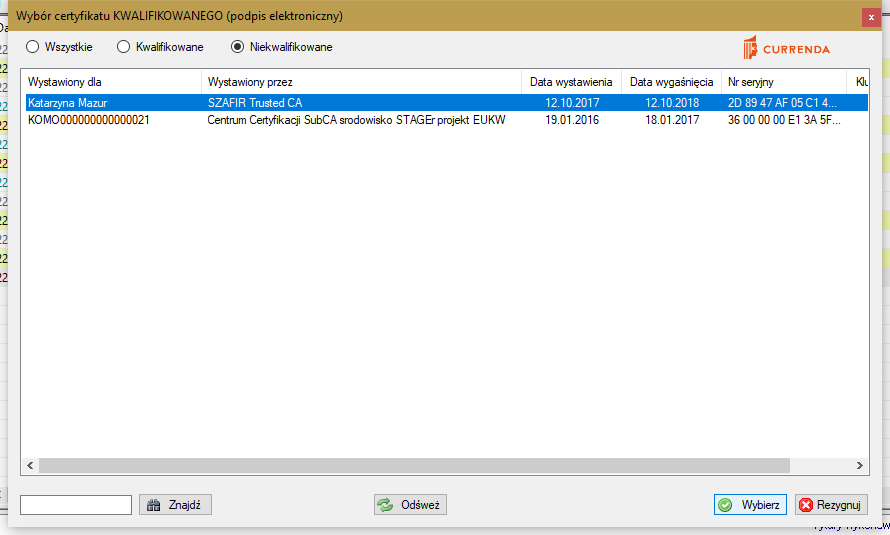 Wybór certyfikatu KWALIFIKOWANEGO (podpis elektroniczny)
Wszystkie Kwalifikowane Niekwalifikowane
CURRENDA
Wystawiony dla Wystawiony przez Data wystawienia Data wygaśnięcia Nr seryjny Klu
Katarzyna Mazur SZAFIR Trusted CA 12.10.2017 12.10.2018 2D 89 47 AF 05 C1 4...
KOMO000000000000021 Centrum Certyfikacji SubCA srodowisko STAGEr projekt EUKW 19.01.2016 18.01.2017 36 00 00 00 E1 3A 5F...
Znajdź Odśwież Wybierz Rezygnuj